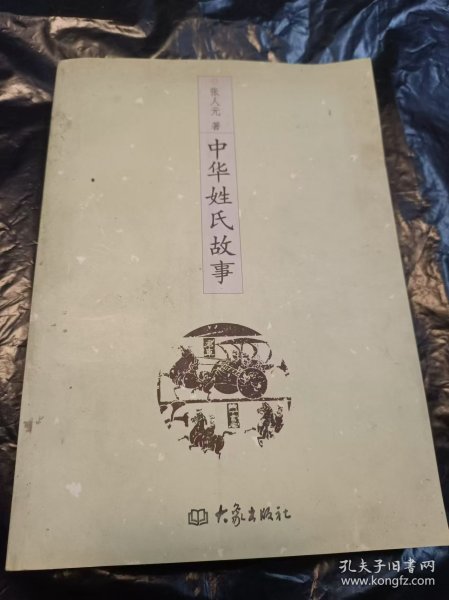 张人元 著
中华姓氏故事
大象出版社
孔夫子旧书网
www.kongfz.com